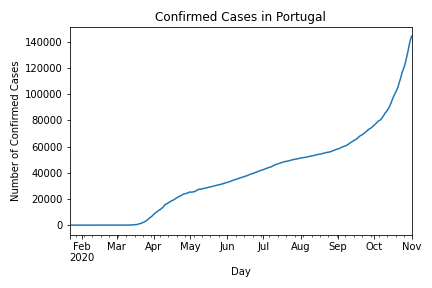 Confirmed Cases in Portugal
Number of Confirmed Cases
140000
120000
100000
80000
60000
40000
20000
0
Feb Mar Apr May Jun Jul Aug Sep Oct Nov
2020
Day